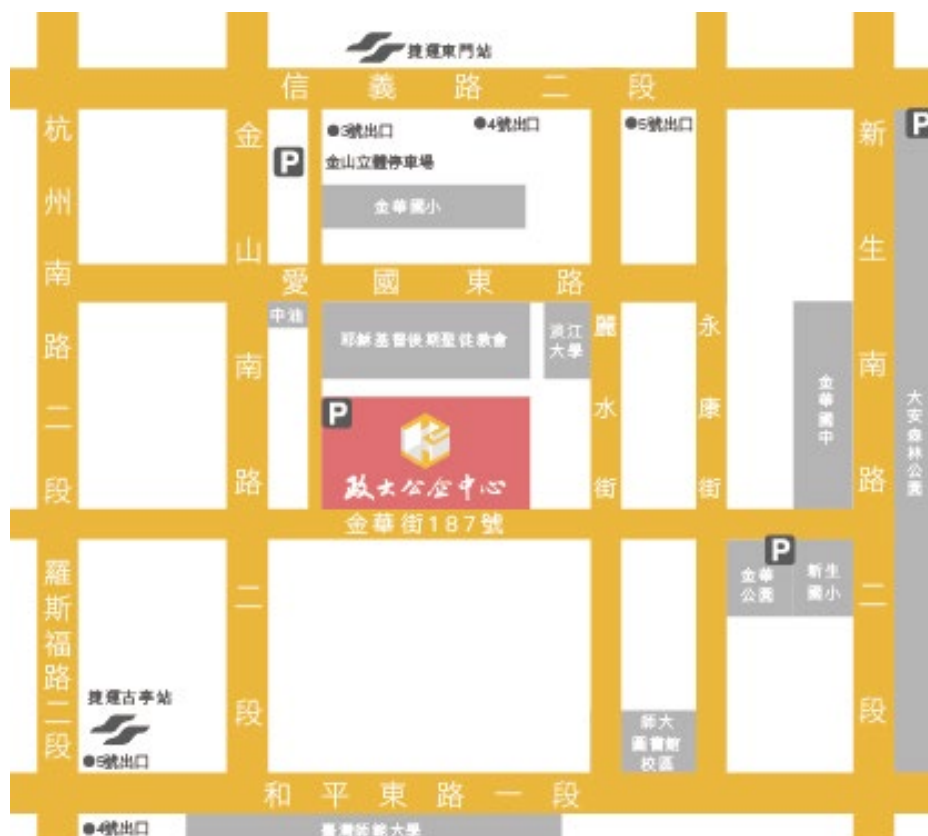 捷運東門站
信義路二段
●3號出口
●4號出口
●5號出口
P
P
金山立體停車場
金華國小
杭州南路二段
金山南路二段
新生南路二段
愛國東路
中油
耶穌基督後期聖徒教會
淡江
大學
麗水街
永康街
金華國中
大安森林公園
P
政大公企中心
金華街187號
P
金華
公園
新生
國小
羅斯福路二段
捷運古亭站
●5號出口
師大
圖書館
校區
和平東路一段
●4號出口
臺灣師範大學